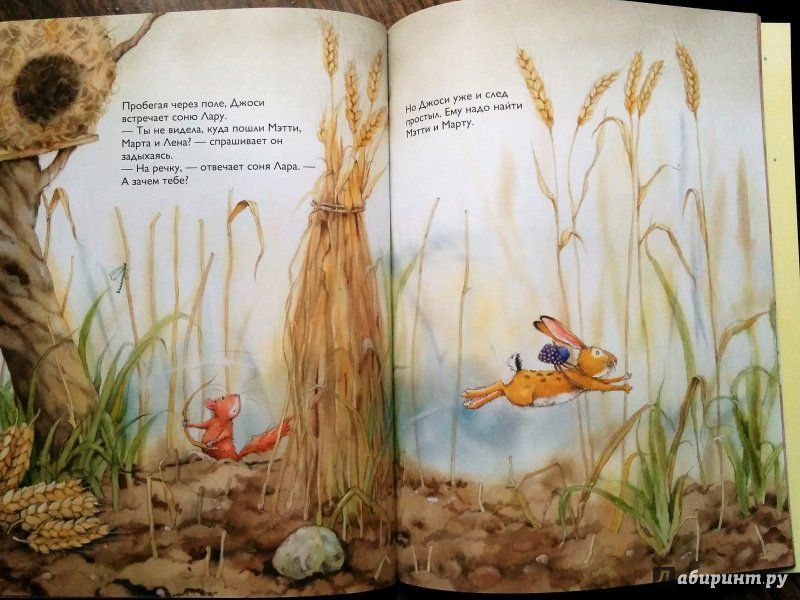 Пробегая через поле, Джоси
встречает соню Лару.
— Ты не видела, куда пошли Мэтти,
Марта и Лена? — спрашивает он
задыхаясь.
— На речку, — отвечает соня Лара. —
А зачем тебе?
Но Джоси уже и след
простыл. Ему надо найти
Мэтти и Марту.
Лабиринт.ру